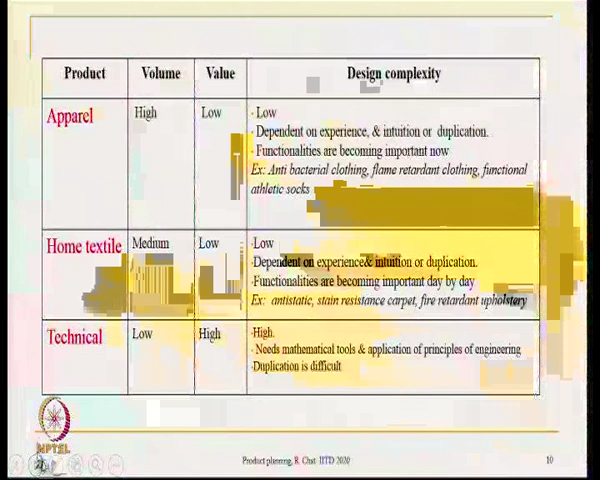 Product Volume Value Design complexity
Apparel High Low - Low
- Dependent on experience, & intuition or duplication.
- Functionalities are becoming important now
Ex: Anti bacterial clothing, flame retardant clothing, functional
athletic socks
Home textile Medium Low -Low
-Dependent on experience& intuition or duplication.
-Functionalities are becoming important day by day
Ex: antistatic, stain resistance carpet, fire retardant upholstery
Technical Low High -High.
- Needs mathematical tools & application of principles of engineering
-Duplication is difficult
NPTEL
Product planning, R. Chat IITD 2020
10